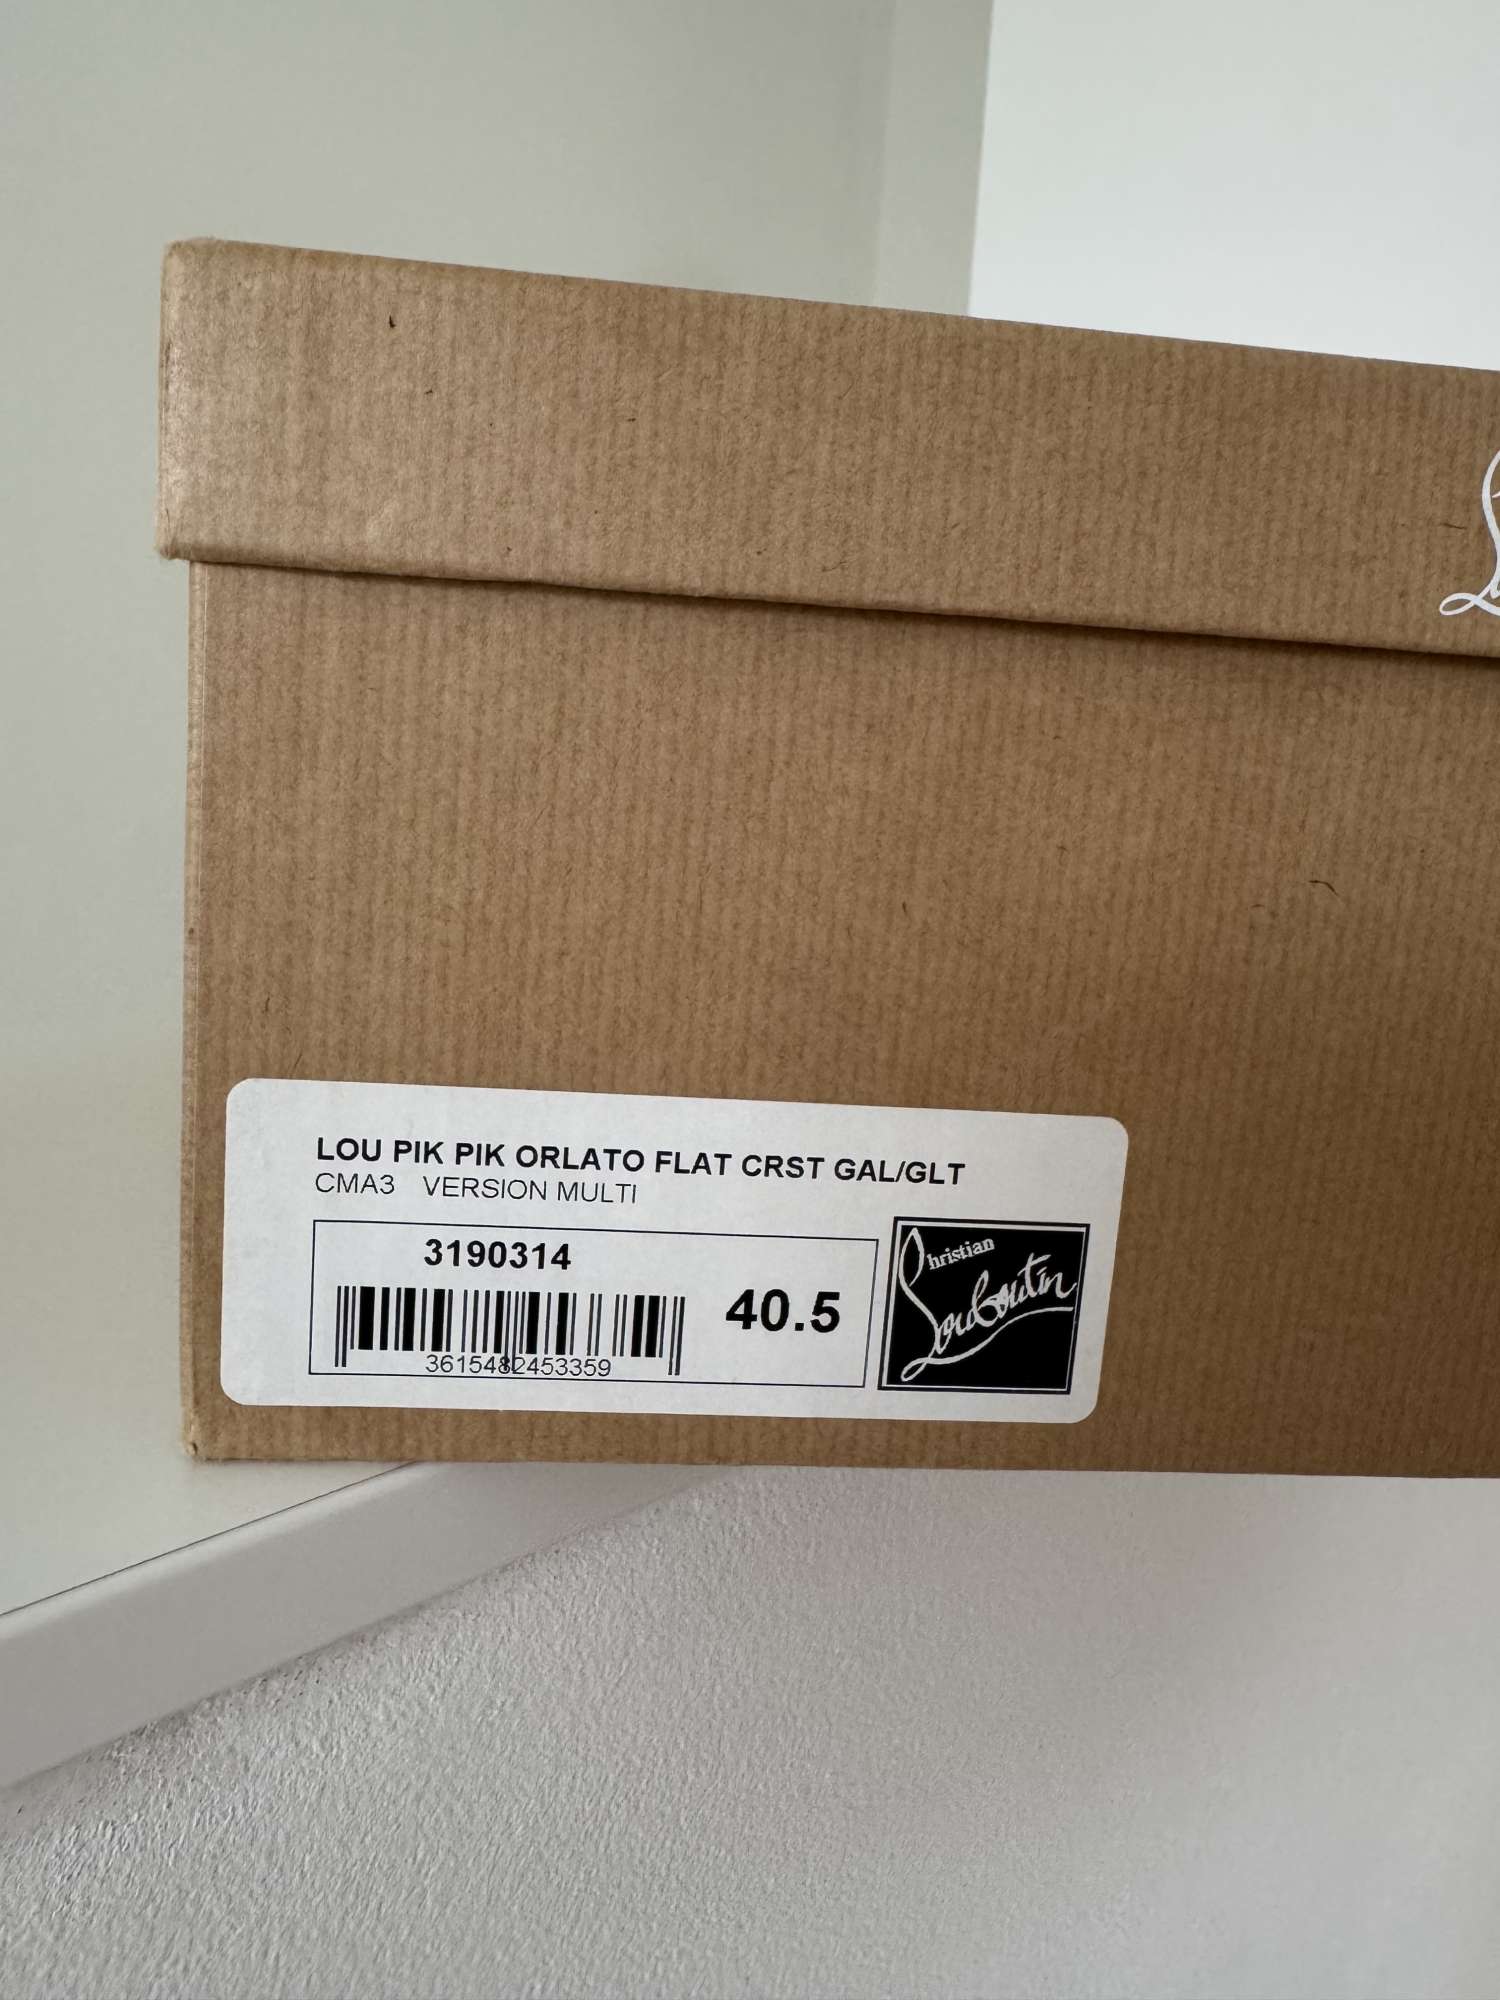 LOU PIK PIK ORLATO FLAT CRST GAL/GLT
CMA3 VERSION MULTI
3190314
40.5
3615482453359
Christian
Louboutin